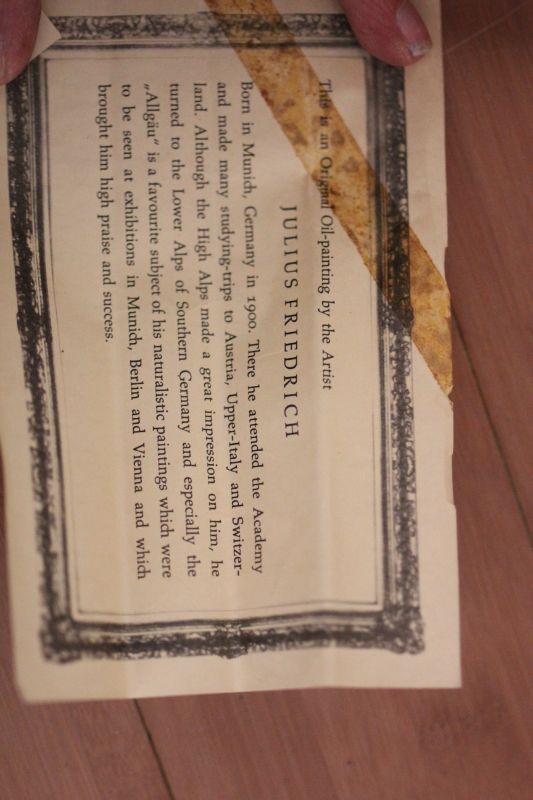 This is an Original Oil-painting by the Artist
JULIUS FRIEDRICH
Born in Munich, Germany in 1900. There he attended the Academy
and made many studying-trips to Austria, Upper-Italy and Switzer-
land. Although the High Alps made a great impression on him, he
turned to the Lower Alps of Southern Germany and especially the
„Allgäu“ is a favourite subject of his naturalistic paintings which were
to be seen at exhibitions in Munich, Berlin and Vienna and which
brought him high praise and success.